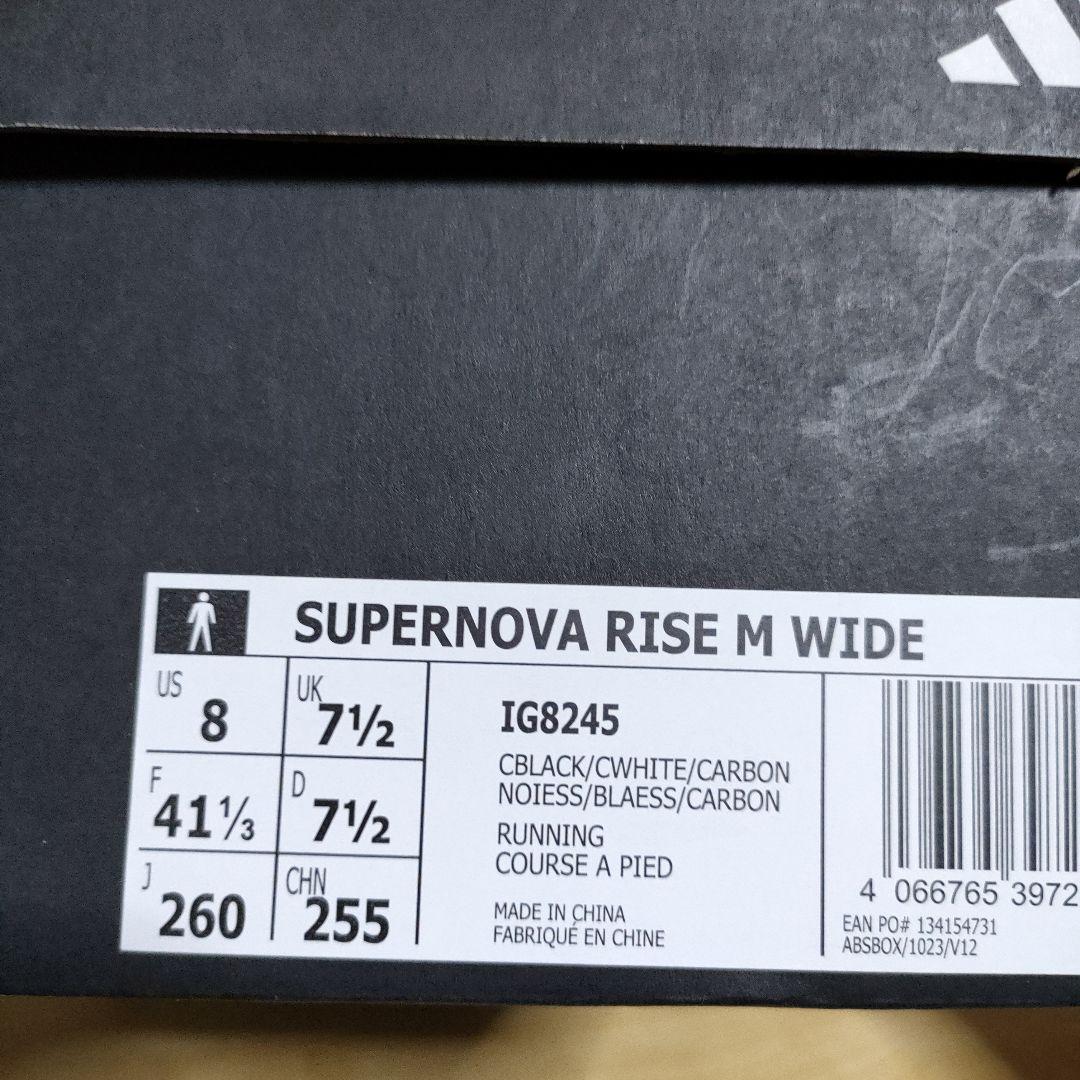 SUPERNOVA RISE M WIDE
US 8
UK 7½
F 41⅓
D 7½
J 260
CHN 255
IG8245
CBLACK/CWHITE/CARBON
NOIESS/BLAESS/CARBON
RUNNING
COURSE A PIED
MADE IN CHINA
FABRIQUÉ EN CHINE
4 066765 3972
EAN PO# 134154731
ABSBOX/1023/V12